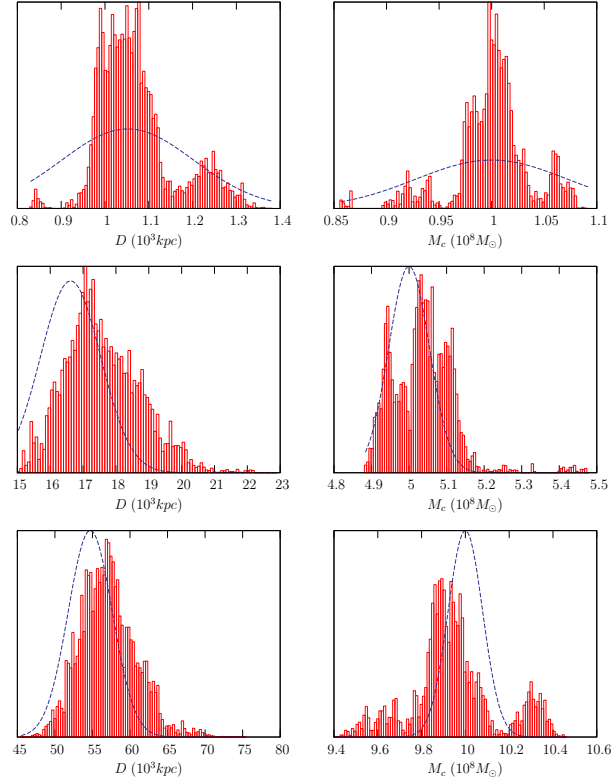 0.8 0.9 1 1.1 1.2 1.3 1.4
D (10³kpc)
0.85 0.9 0.95 1 1.05 1.1
M_c (10⁸M_⊙)
15 16 17 18 19 20 21 22 23
D (10³kpc)
4.8 4.9 5 5.1 5.2 5.3 5.4 5.5
M_c (10⁸M_⊙)
45 50 55 60 65 70 75 80
D (10³kpc)
9.4 9.6 9.8 10 10.2 10.4 10.6
M_c (10⁸M_⊙)